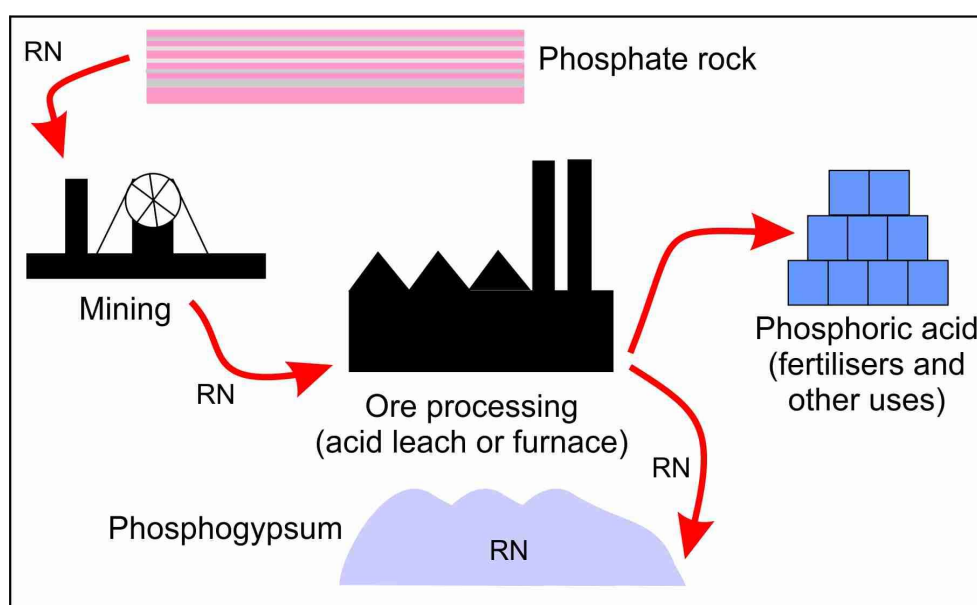 RN
Phosphate rock
Mining
RN
Ore processing
(acid leach or furnace)
Phosphoric acid
(fertilisers and
other uses)
RN
Phosphogypsum
RN